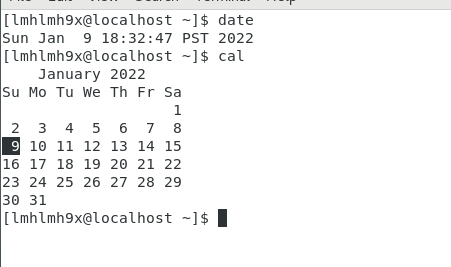 [lmhlmh9x@localhost ~]$ date
Sun Jan  9 18:32:47 PST 2022
[lmhlmh9x@localhost ~]$ cal
    January 2022
Su Mo Tu We Th Fr Sa
                   1
 2  3  4  5  6  7  8
 9 10 11 12 13 14 15
16 17 18 19 20 21 22
23 24 25 26 27 28 29
30 31
[lmhlmh9x@localhost ~]$